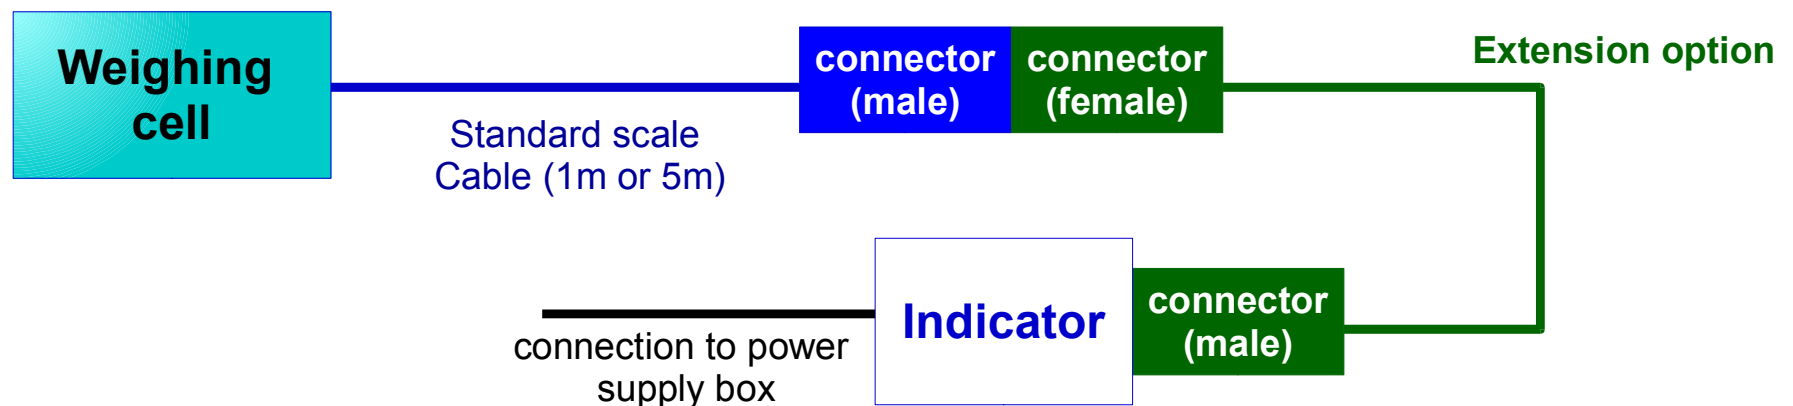 Weighing
cell
Standard scale
Cable (1m or 5m)
connector
(male)
connector
(female)
Extension option
connection to power
supply box
Indicator
connector
(male)